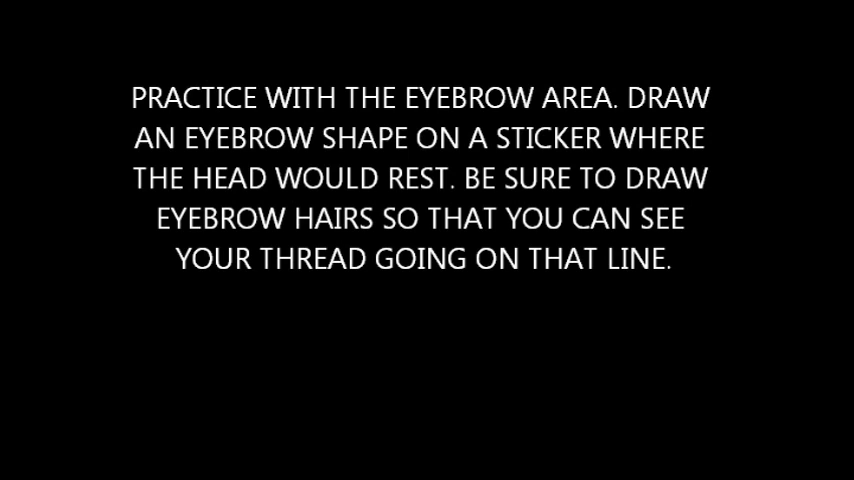 PRACTICE WITH THE EYEBROW AREA. DRAW
AN EYEBROW SHAPE ON A STICKER WHERE
THE HEAD WOULD REST. BE SURE TO DRAW
EYEBROW HAIRS SO THAT YOU CAN SEE
YOUR THREAD GOING ON THAT LINE.